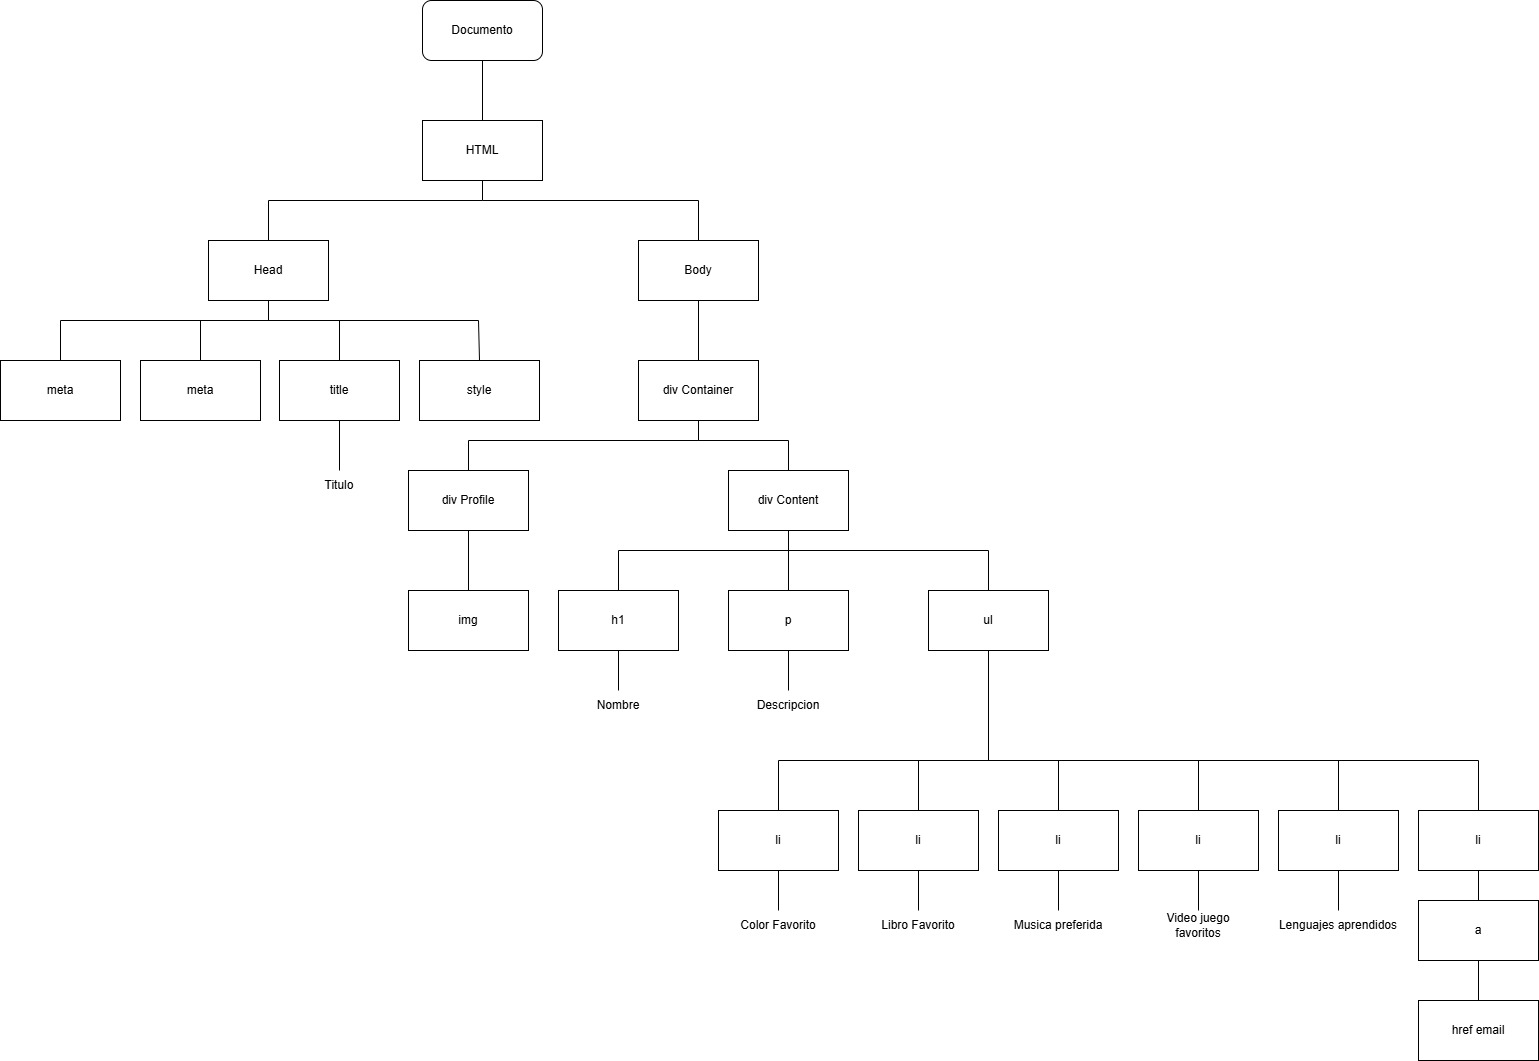 Documento
HTML
Head
Body
meta
meta
title
style
div Container
Titulo
div Profile
div Content
img
h1
p
ul
Nombre
Descripcion
li
li
li
li
li
li
Color Favorito
Libro Favorito
Musica preferida
Video juego
favoritos
Lenguajes aprendidos
a
href email